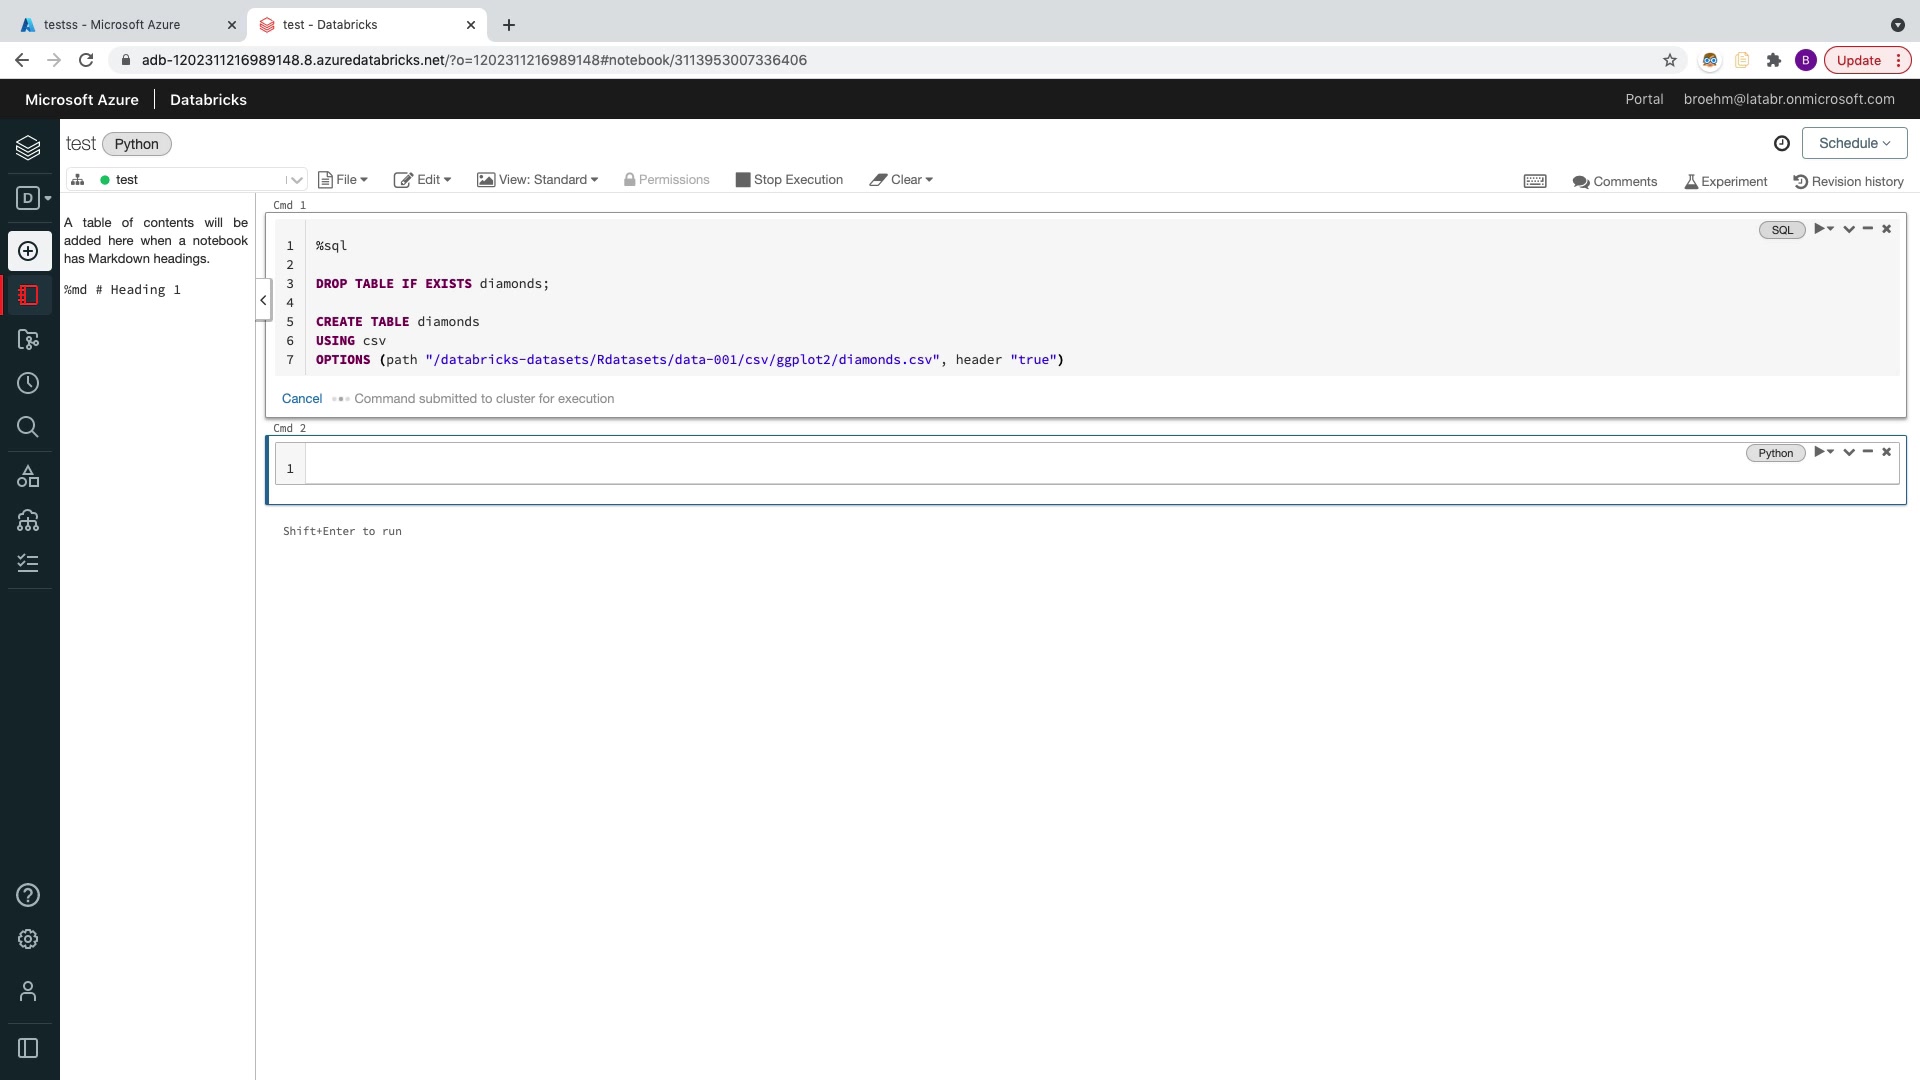 testss - Microsoft Azure
test - Databricks
adb-1202311216989148.8.azuredatabricks.net/?o=1202311216989148#notebook/3113953007336406
B
Update
Microsoft Azure
Databricks
Portal
broehm@latabr.onmicrosoft.com
test
Python
Schedule
D
test
File
Edit
View: Standard
Permissions
Stop Execution
Clear
Comments
Experiment
Revision history
A table of contents will be
added here when a notebook
has Markdown headings.
%md # Heading 1
Cmd 1
SQL
1 %sql
2
3 DROP TABLE IF EXISTS diamonds;
4
5 CREATE TABLE diamonds
6 USING csv
7 OPTIONS (path "/databricks-datasets/Rdatasets/data-001/csv/ggplot2/diamonds.csv", header "true")
Cancel Command submitted to cluster for execution
Cmd 2
Python
1
Shift+Enter to run